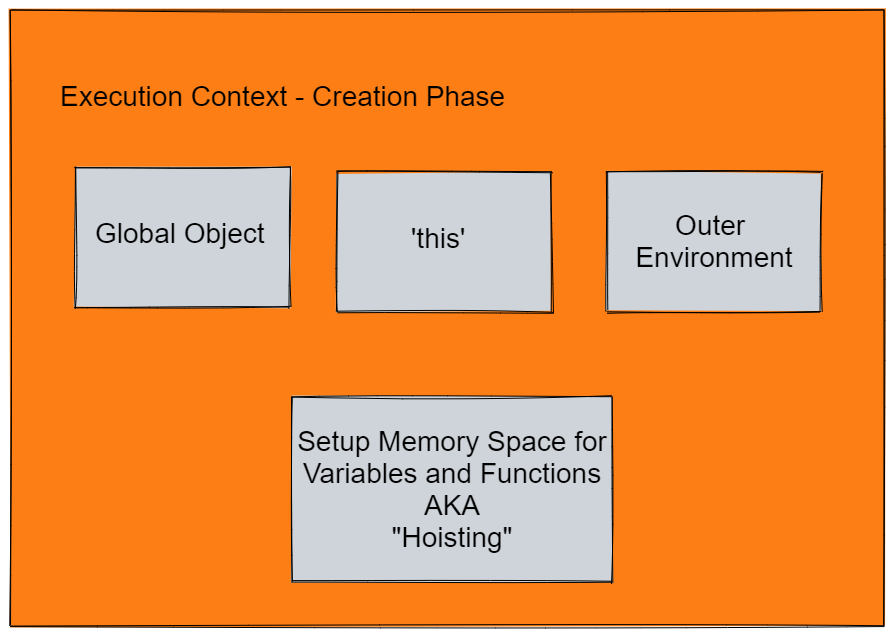 Execution Context - Creation Phase
Global Object
'this'
Outer
Environment
Setup Memory Space for
Variables and Functions
AKA
"Hoisting"